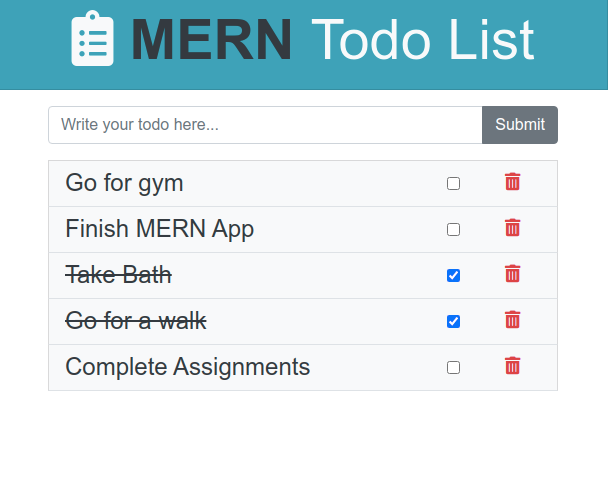 MERN Todo List
Write your todo here...
Submit
Go for gym
Finish MERN App
Take Bath
Go for a walk
Complete Assignments